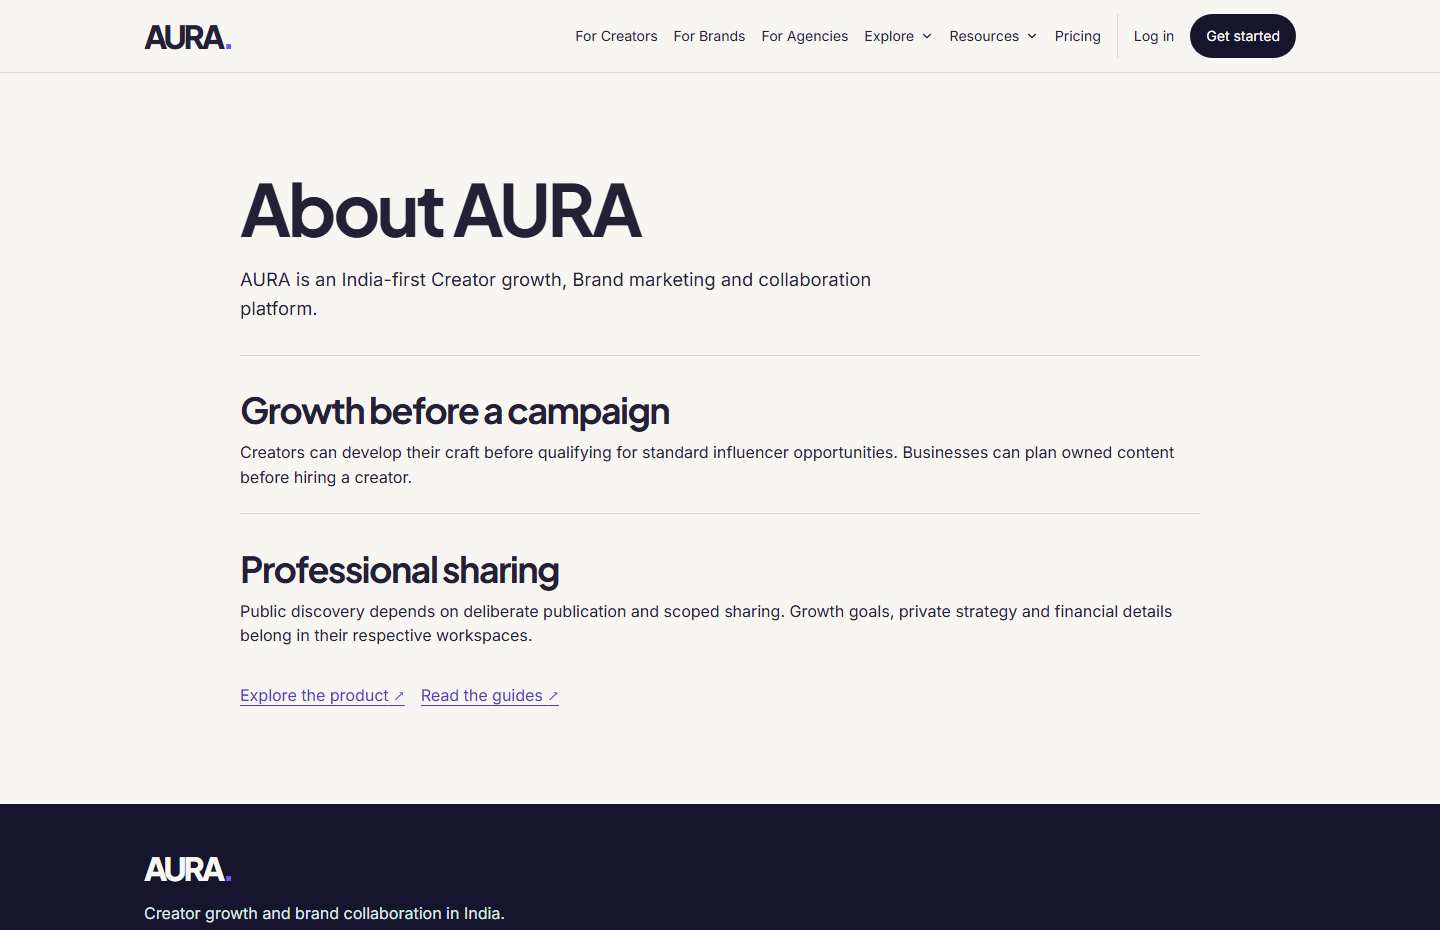 AURA.
For Creators
For Brands
For Agencies
Explore
Resources
Pricing
Log in
Get started
About AURA
AURA is an India-first Creator growth, Brand marketing and collaboration
platform.
Growth before a campaign
Creators can develop their craft before qualifying for standard influencer opportunities. Businesses can plan owned content
before hiring a creator.
Professional sharing
Public discovery depends on deliberate publication and scoped sharing. Growth goals, private strategy and financial details
belong in their respective workspaces.
Explore the product ↗
Read the guides ↗
AURA.
Creator growth and brand collaboration in India.